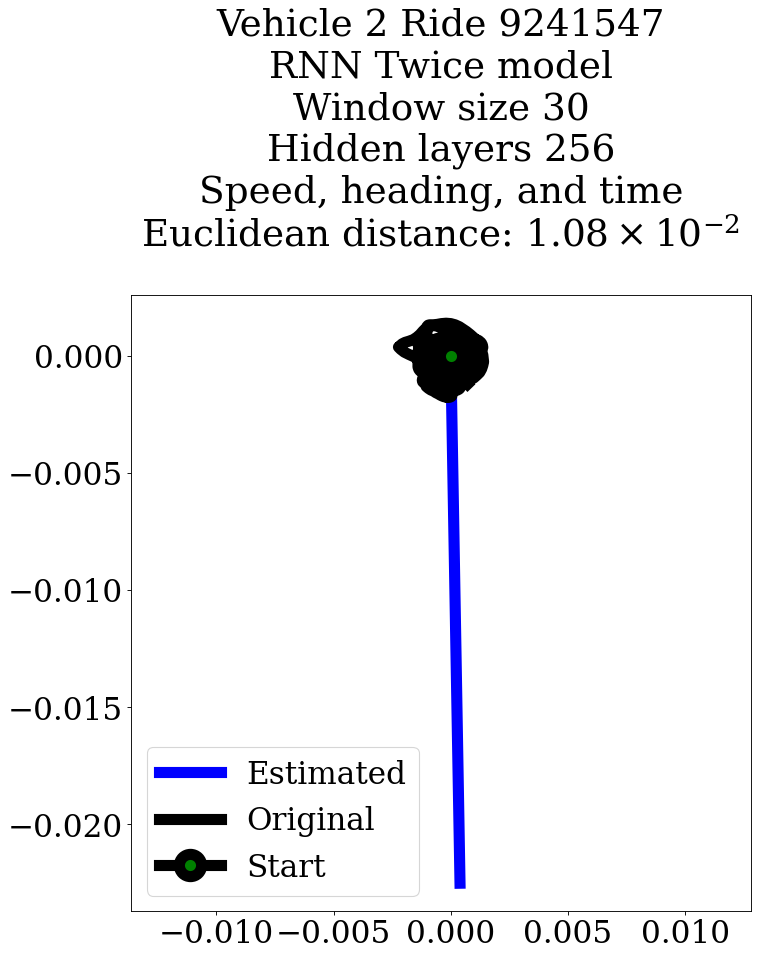 Vehicle 2 Ride 9241547
RNN Twice model
Window size 30
Hidden layers 256
Speed, heading, and time
Euclidean distance: 1.08 × 10⁻²
0.000
−0.005
−0.010
−0.015
−0.020
Estimated
Original
Start
−0.010 −0.005 0.000 0.005 0.010